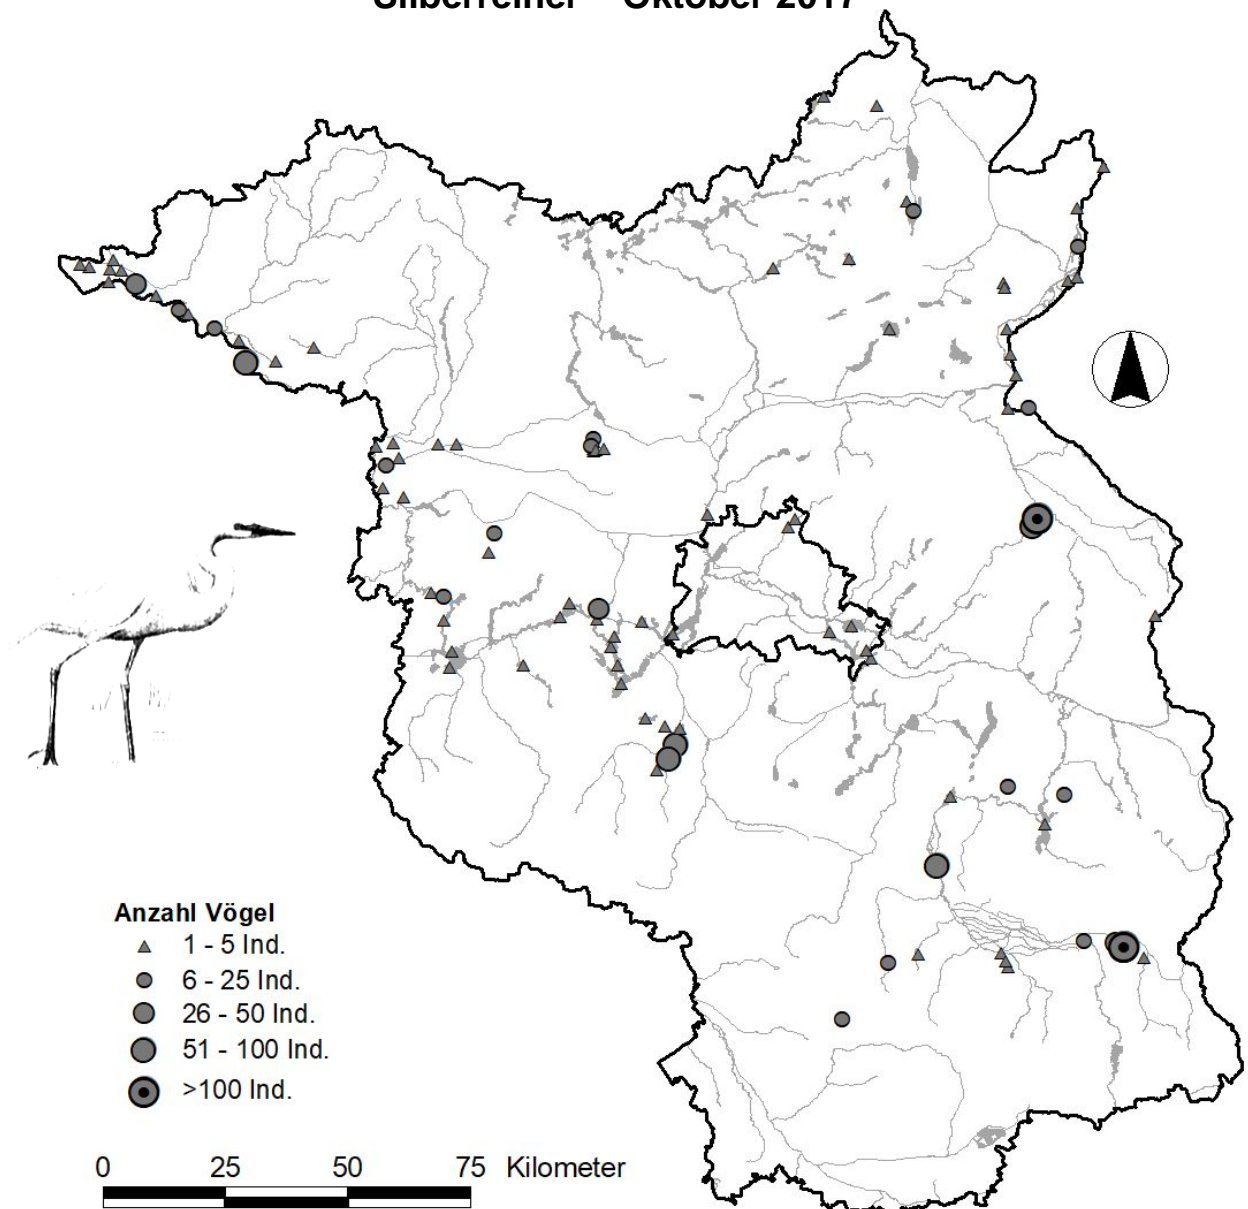 Silberreiher - Oktober 2017
Anzahl Vögel
1 - 5 Ind.
6 - 25 Ind.
26 - 50 Ind.
51 - 100 Ind.
>100 Ind.
0 25 50 75 Kilometer